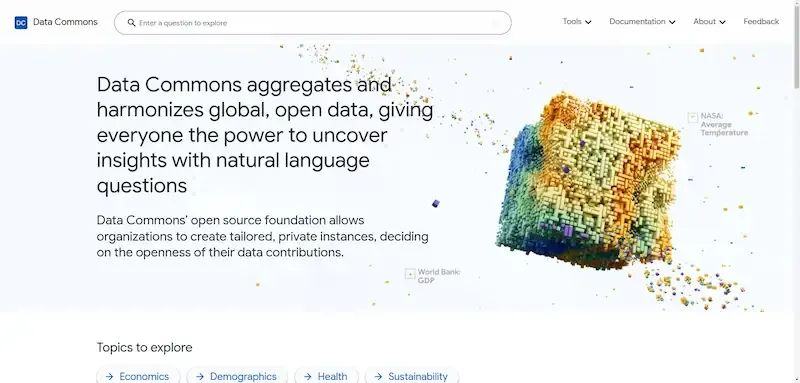 DC Data Commons
Enter a question to explore
Tools
Documentation
About
Feedback
Data Commons aggregates and
harmonizes global, open data, giving
everyone the power to uncover
insights with natural language
questions
NASA:
Average
Temperature
Data Commons' open source foundation allows
organizations to create tailored, private instances, deciding
on the openness of their data contributions.
World Bank:
GDP
Topics to explore
Economics
Demographics
Health
Sustainability